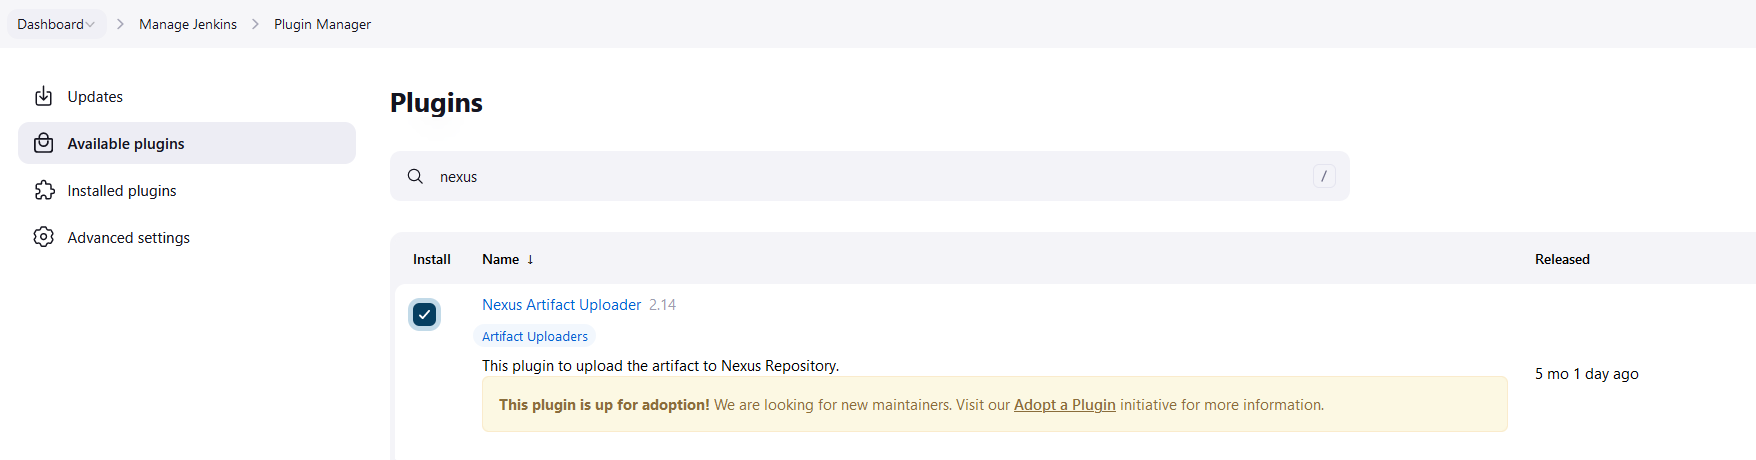 Dashboard Manage Jenkins Plugin Manager
Updates
Available plugins
Installed plugins
Advanced settings
Plugins
nexus /
Install Name ↓ Released
Nexus Artifact Uploader 2.14
Artifact Uploaders
This plugin to upload the artifact to Nexus Repository.
5 mo 1 day ago
This plugin is up for adoption! We are looking for new maintainers. Visit our Adopt a Plugin initiative for more information.